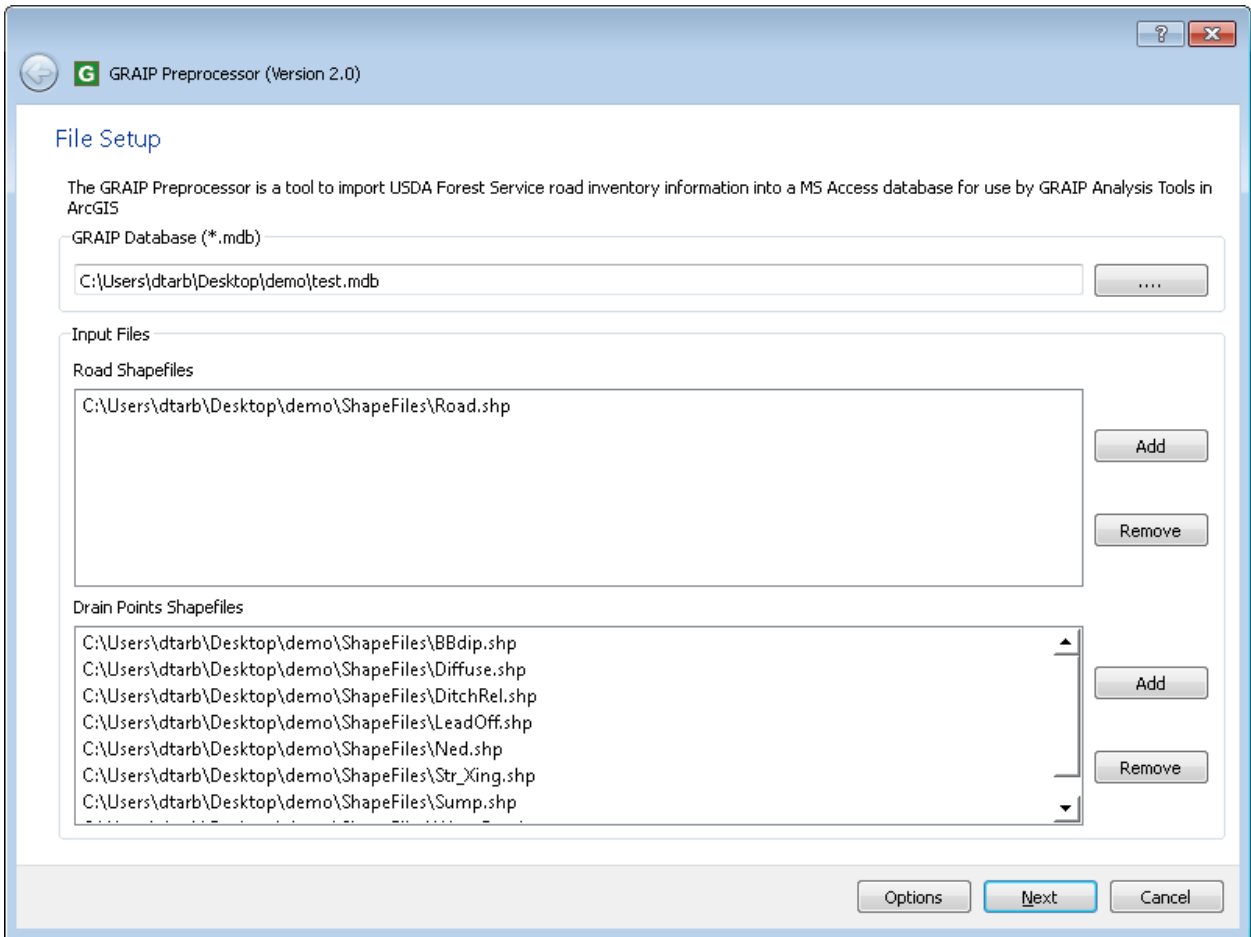 ?
G GRAIP Preprocessor (Version 2.0)
File Setup
The GRAIP Preprocessor is a tool to import USDA Forest Service road inventory information into a MS Access database for use by GRAIP Analysis Tools in
ArcGIS
GRAIP Database (*.mdb)
C:\Users\dtarb\Desktop\demo\test.mdb
....
Input Files
Road Shapefiles
C:\Users\dtarb\Desktop\demo\ShapeFiles\Road.shp
Add
Remove
Drain Points Shapefiles
C:\Users\dtarb\Desktop\demo\ShapeFiles\BBdip.shp
C:\Users\dtarb\Desktop\demo\ShapeFiles\Diffuse.shp
C:\Users\dtarb\Desktop\demo\ShapeFiles\DitchRel.shp
C:\Users\dtarb\Desktop\demo\ShapeFiles\LeadOff.shp
C:\Users\dtarb\Desktop\demo\ShapeFiles\Ned.shp
C:\Users\dtarb\Desktop\demo\ShapeFiles\Str_Xing.shp
C:\Users\dtarb\Desktop\demo\ShapeFiles\Sump.shp
Add
Remove
Options
Next
Cancel